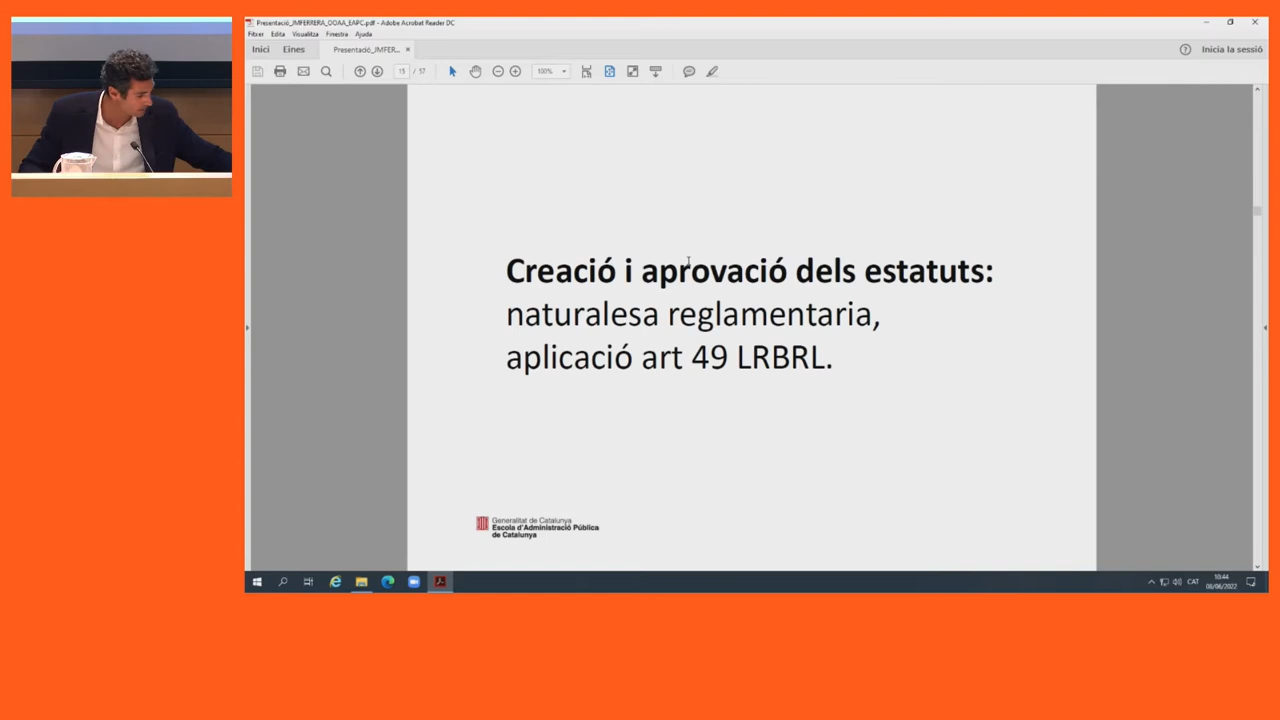 Presentació_JMFERRERA_OOAA_EAPC.pdf - Adobe Acrobat Reader DC
Fitxer Edita Visualitza Finestra Ajuda
Inici Eines Presentació_JMFER... × Inicia la sessió
15 / 57 100%
Creació i aprovació dels estatuts:
naturalesa reglamentaria,
aplicació art 49 LRBRL.
Generalitat de Catalunya
Escola d'Administració Pública
de Catalunya
CAT 10:44
08/06/2022